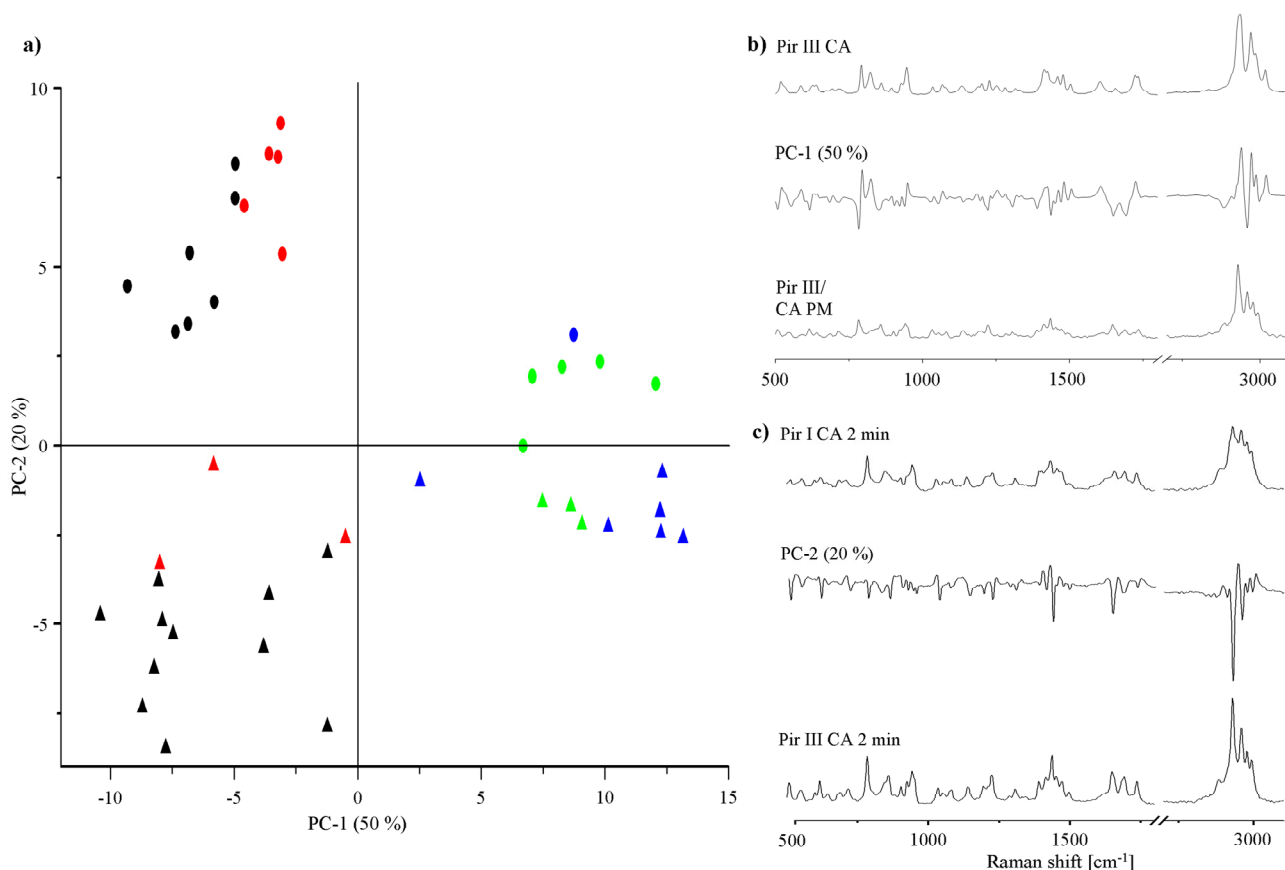 a)
10
5
0
-5
PC-2 (20 %)
-10
-5
0
5
10
15
PC-1 (50 %)
b)
Pir III CA
PC-1 (50 %)
Pir III/
CA PM
500
1000
1500
3000
c)
Pir I CA 2 min
PC-2 (20 %)
Pir III CA 2 min
500
1000
1500
3000
Raman shift [cm⁻¹]